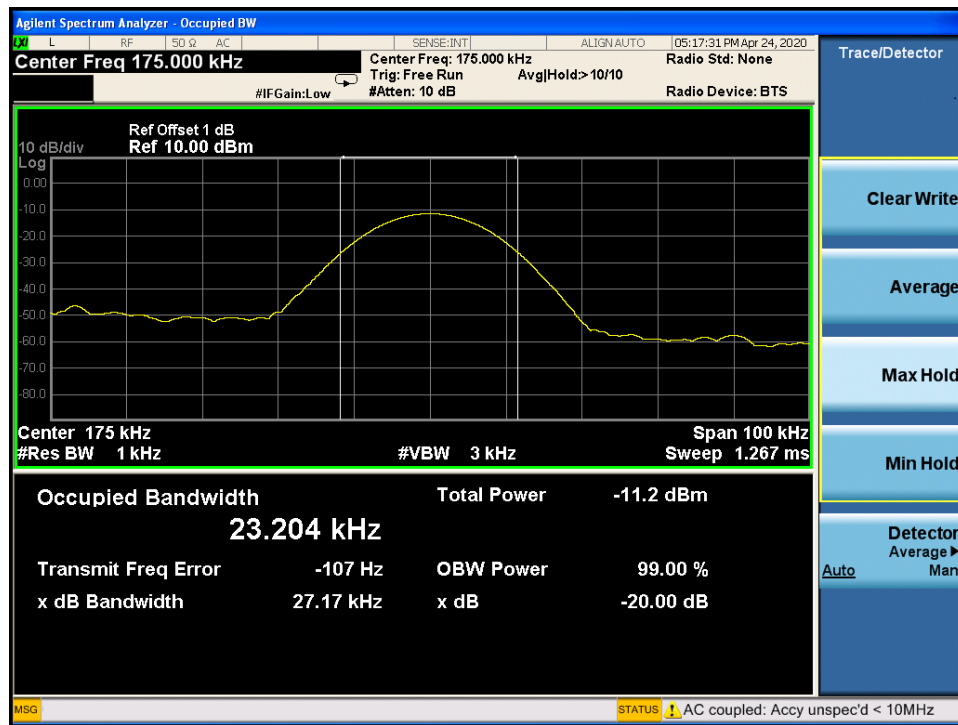 Agilent Spectrum Analyzer - Occupied BW
LXI L RF 50 Ω AC SENSE:INT ALIGN AUTO 05:17:31 PM Apr 24, 2020
Center Freq 175.000 kHz
Center Freq: 175.000 kHz
Radio Std: None
Trig: Free Run Avg|Hold:>10/10
#IFGain:Low
#Atten: 10 dB
Radio Device: BTS
Ref Offset 1 dB
10 dB/div Ref 10.00 dBm
Log
0.00
-10.0
-20.0
-30.0
-40.0
-50.0
-60.0
-70.0
-80.0
Center 175 kHz Span 100 kHz
#Res BW 1 kHz #VBW 3 kHz Sweep 1.267 ms
Occupied Bandwidth Total Power -11.2 dBm
23.204 kHz
Transmit Freq Error -107 Hz OBW Power 99.00 %
x dB Bandwidth 27.17 kHz x dB -20.00 dB
Trace/Detector
Clear Write
Average
Max Hold
Min Hold
Detector
Average
Auto Man
MSG STATUS AC coupled: Accy unspec'd < 10MHz